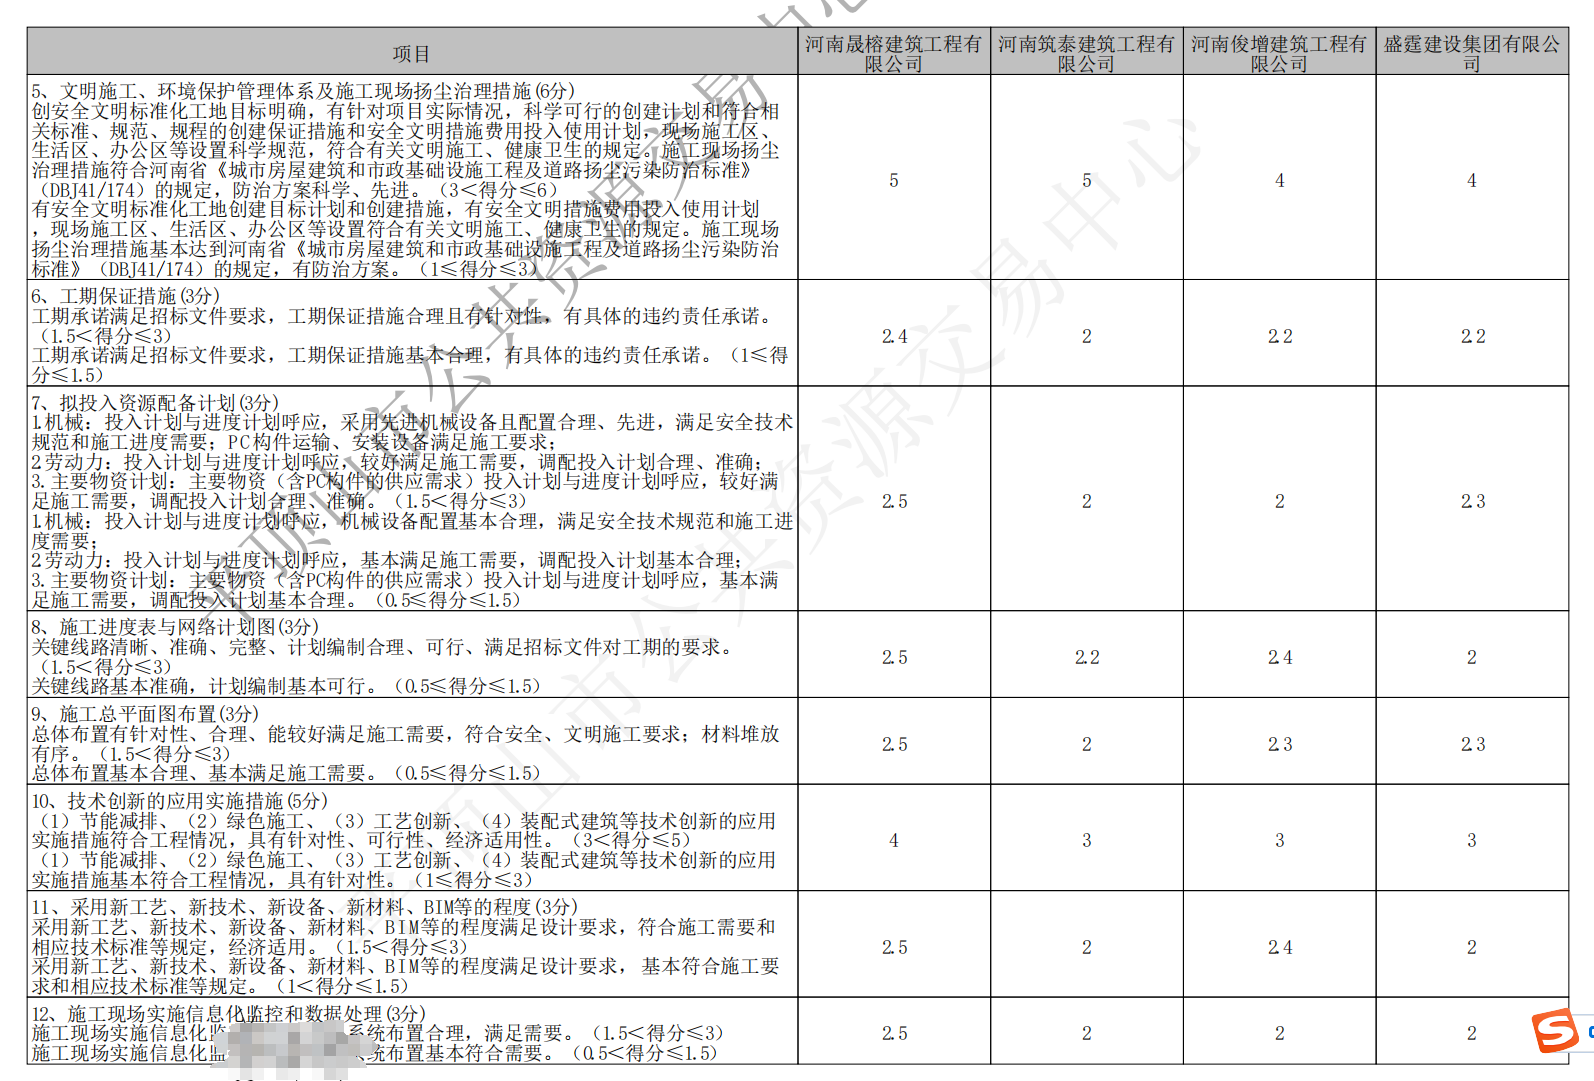 项目
河南晟榕建筑工程有
限公司
河南筑泰建筑工程有
限公司
河南俊增建筑工程有
限公司
盛霆建设集团有限公
司
5、文明施工、环境保护管理体系及施工现场扬尘治理措施(6分)
创安全文明标准化工地目标明确，有针对项目实际情况，科学可行的创建计划和符合相
关标准、规范、规程的创建保证措施和安全文明措施费用投入使用计划，现场施工区、
生活区、办公区等设置科学规范，符合有关文明施工、健康卫生的规定。施工现场扬尘
治理措施符合河南省《城市房屋建筑和市政基础设施工程及道路扬尘污染防治标准》
（DBJ41/174）的规定，防治方案科学、先进。（3＜得分≤6）
有安全文明标准化工地创建目标计划和创建措施，有安全文明措施费用投入使用计划
，现场施工区、生活区、办公区等设置符合有关文明施工、健康卫生的规定。施工现场
扬尘治理措施基本达到河南省《城市房屋建筑和市政基础设施工程及道路扬尘污染防治
标准》（DBJ41/174）的规定，有防治方案。（1≤得分≤3）
5
5
4
4
6、工期保证措施(3分)
工期承诺满足招标文件要求，工期保证措施合理且有针对性，有具体的违约责任承诺。
（1.5＜得分≤3）
工期承诺满足招标文件要求，工期保证措施基本合理，有具体的违约责任承诺。（1≤得
分≤1.5）
2.4
2
2.2
2.2
7、拟投入资源配备计划(3分)
1.机械：投入计划与进度计划呼应，采用先进机械设备且配置合理、先进，满足安全技术
规范和施工进度需要；PC构件运输、安装设备满足施工要求；
2劳动力：投入计划与进度计划呼应，较好满足施工需要，调配投入计划合理、准确；
3.主要物资计划：主要物资（含PC构件的供应需求）投入计划与进度计划呼应，较好满
足施工需要，调配投入计划合理、准确。（1.5＜得分≤3）
1.机械：投入计划与进度计划呼应，机械设备配置基本合理，满足安全技术规范和施工进
度需要；
2劳动力：投入计划与进度计划呼应，基本满足施工需要，调配投入计划基本合理；
3.主要物资计划：主要物资（含PC构件的供应需求）投入计划与进度计划呼应，基本满
足施工需要，调配投入计划基本合理。（0.5≤得分≤1.5）
2.5
2
2
2.3
8、施工进度表与网络计划图(3分)
关键线路清晰、准确、完整、计划编制合理、可行、满足招标文件对工期的要求。
（1.5＜得分≤3）
关键线路基本准确，计划编制基本可行。（0.5≤得分≤1.5）
2.5
2.2
2.4
2
9、施工总平面图布置(3分)
总体布置有针对性、合理、能较好满足施工需要，符合安全、文明施工要求；材料堆放
有序。（1.5＜得分≤3）
总体布置基本合理、基本满足施工需要。（0.5≤得分≤1.5）
2.5
2
2.3
2.3
10、技术创新的应用实施措施(5分)
（1）节能减排、（2）绿色施工、（3）工艺创新、（4）装配式建筑等技术创新的应用
实施措施符合工程情况，具有针对性、可行性、经济适用性。（3＜得分≤5）
（1）节能减排、（2）绿色施工、（3）工艺创新、（4）装配式建筑等技术创新的应用
实施措施基本符合工程情况，具有针对性。（1≤得分≤3）
4
3
3
3
11、采用新工艺、新技术、新设备、新材料、BIM等的程度(3分)
采用新工艺、新技术、新设备、新材料、BIM等的程度满足设计要求，符合施工需要和
相应技术标准等规定，经济适用。（1.5＜得分≤3）
采用新工艺、新技术、新设备、新材料、BIM等的程度满足设计要求，基本符合施工要
求和相应技术标准等规定。（1＜得分≤1.5）
2.5
2
2.4
2
12、施工现场实施信息化监控和数据处理(3分)
施工现场实施信息化监 系统布置合理，满足需要。（1.5＜得分≤3）
施工现场实施信息化监 统布置基本符合需要。（0.5≤得分≤1.5）
2.5
2
2
2
平顶山市公共资源交易中心
平顶山市公共资源交易中心